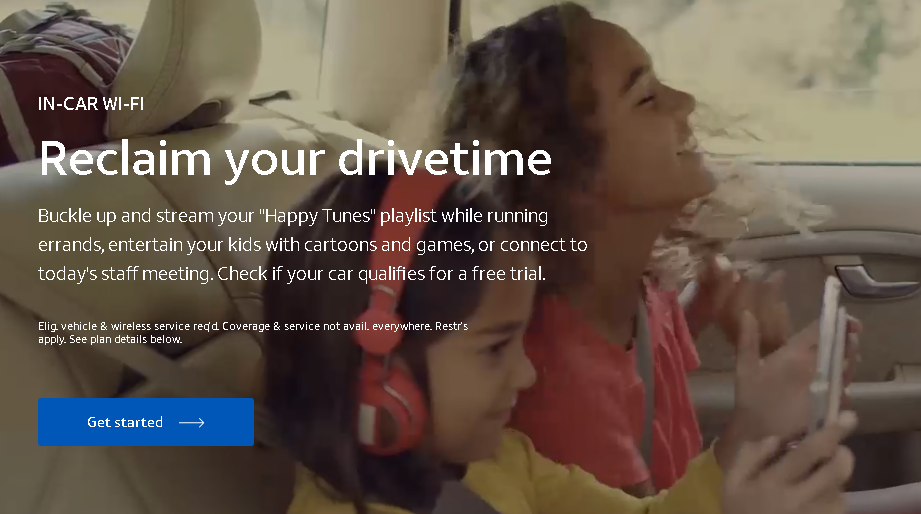 IN-CAR WI-FI
Reclaim your drivetime
Buckle up and stream your "Happy Tunes" playlist while running
errands, entertain your kids with cartoons and games, or connect to
today's staff meeting. Check if your car qualifies for a free trial.
Elig. vehicle & wireless service req'd. Coverage & service not avail. everywhere. Restr's
apply. See plan details below.
Get started